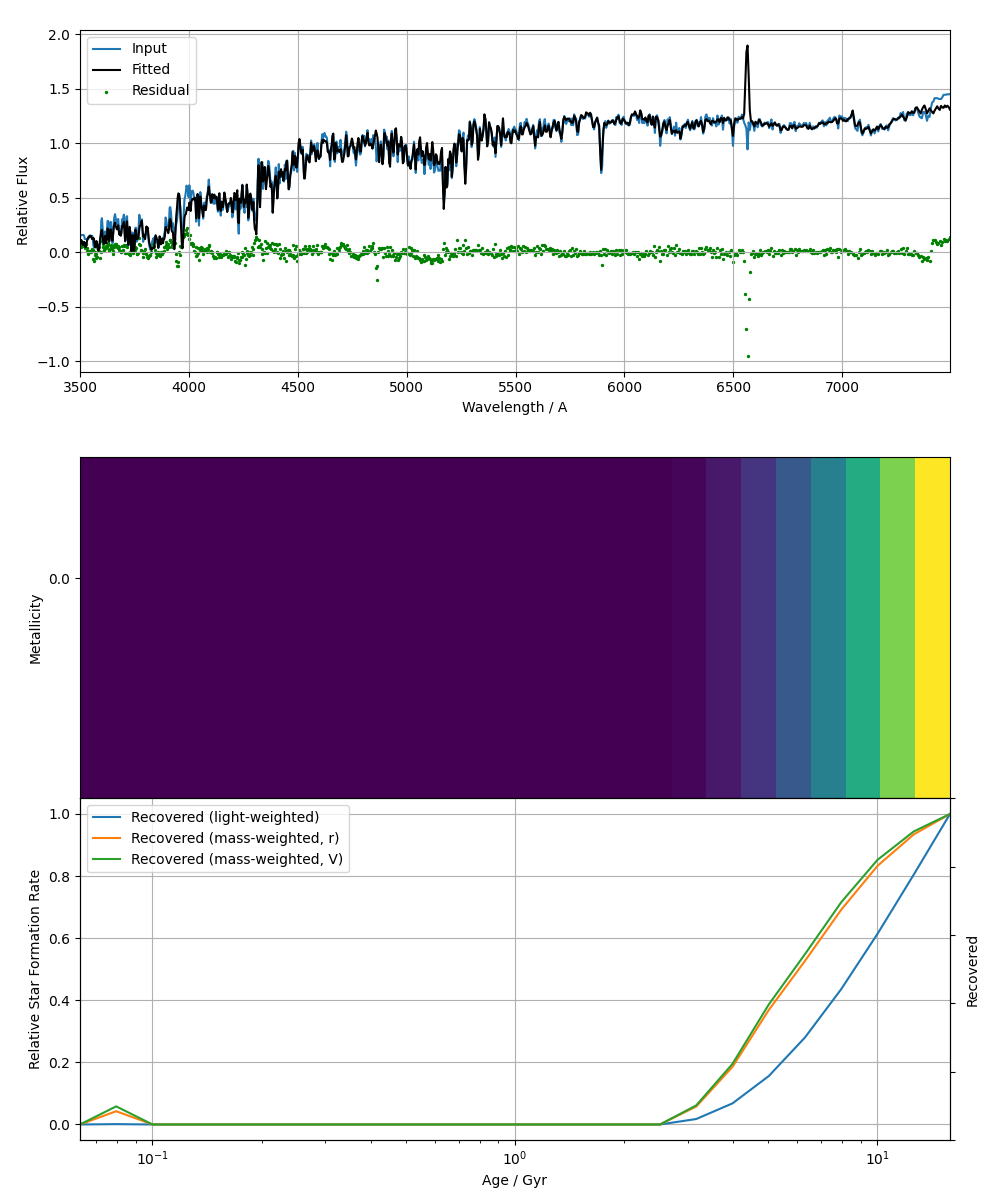 2.0
1.5
1.0
0.5
0.0
−0.5
−1.0
Relative Flux
Input
Fitted
Residual
3500 4000 4500 5000 5500 6000 6500 7000
Wavelength / A
0.0
Metallicity
1.0
0.8
0.6
0.4
0.2
0.0
Relative Star Formation Rate
Recovered (light-weighted)
Recovered (mass-weighted, r)
Recovered (mass-weighted, V)
Recovered
10⁻¹ 10⁰ 10¹
Age / Gyr